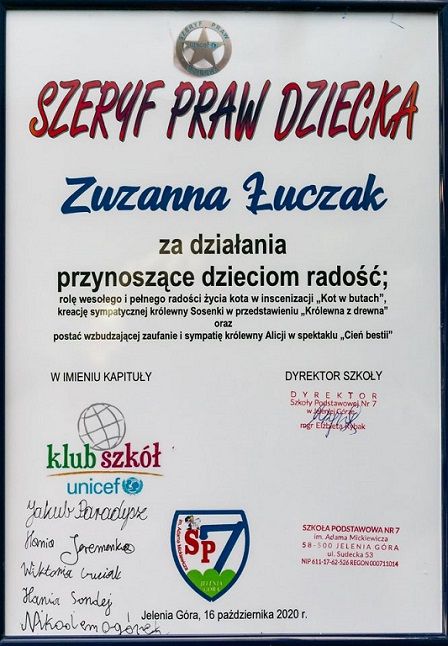 SZERYF PRAW
SZERYF PRAW DZIECKA
Zuzanna Łuczak
za działania
przynoszące dzieciom radość;
rolę wesołego i pełnego radości życia kota w inscenizacji „Kot w butach”,
kreację sympatycznej królewny Sosenki w przedstawieniu „Królewna z drewna”
oraz
postać wzbudzającej zaufanie i sympatię królewny Alicji w spektaklu „Cień bestii”
W IMIENIU KAPITUŁY
DYREKTOR SZKOŁY
DYREKTOR
Szkoły Podstawowej Nr 7
w Jeleniej Górze
mgr Elżbieta Rybak
klub szkół
unicef
Jakub
Hania Jeremenko
Wiktoria
Hania Sondej
SP 7
JELENIA
GÓRA
SZKOŁA PODSTAWOWA NR 7
im. Adama Mickiewicza
58-500 JELENIA GÓRA
ul. Sudecka 53
NIP 611-17-62-526 REGON 000711014
Jelenia Góra, 16 października 2020 r.